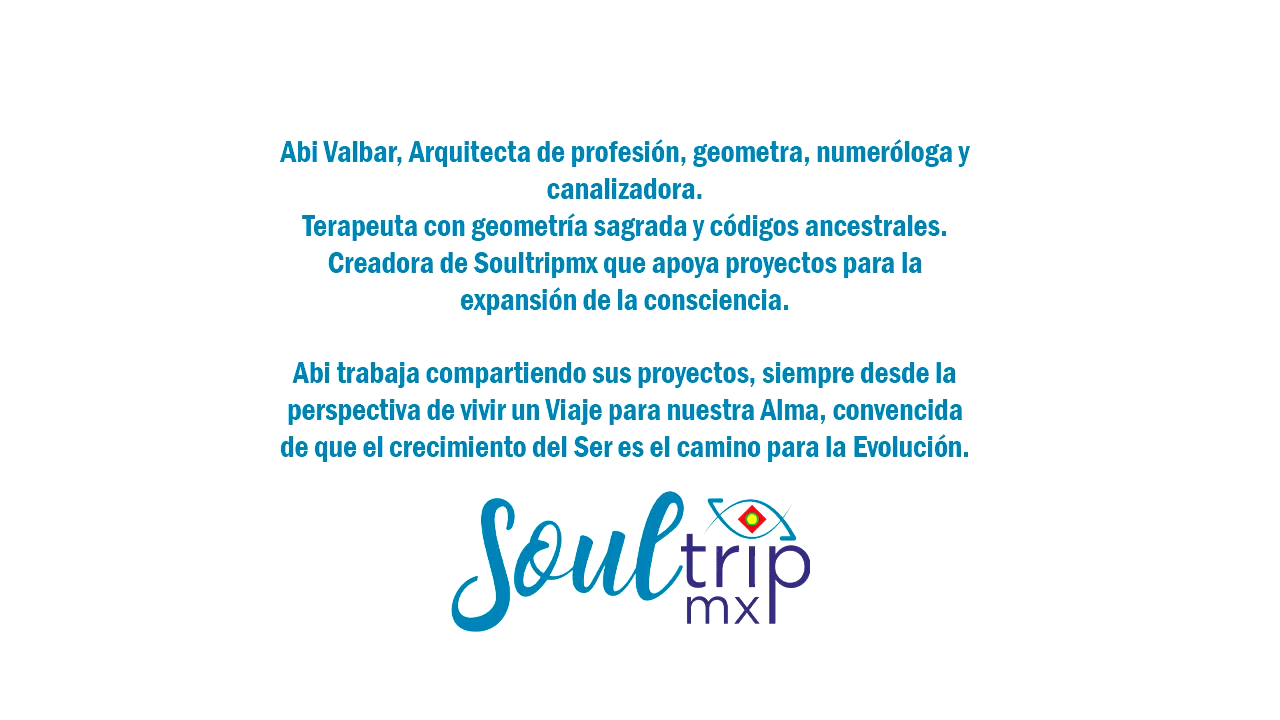 Abi Valbar, Arquitecta de profesión, geometra, numeróloga y
canalizadora.
Terapeuta con geometría sagrada y códigos ancestrales.
Creadora de Soultripmx que apoya proyectos para la
expansión de la consciencia.
Abi trabaja compartiendo sus proyectos, siempre desde la
perspectiva de vivir un Viaje para nuestra Alma, convencida
de que el crecimiento del Ser es el camino para la Evolución.
Soul trip
mx